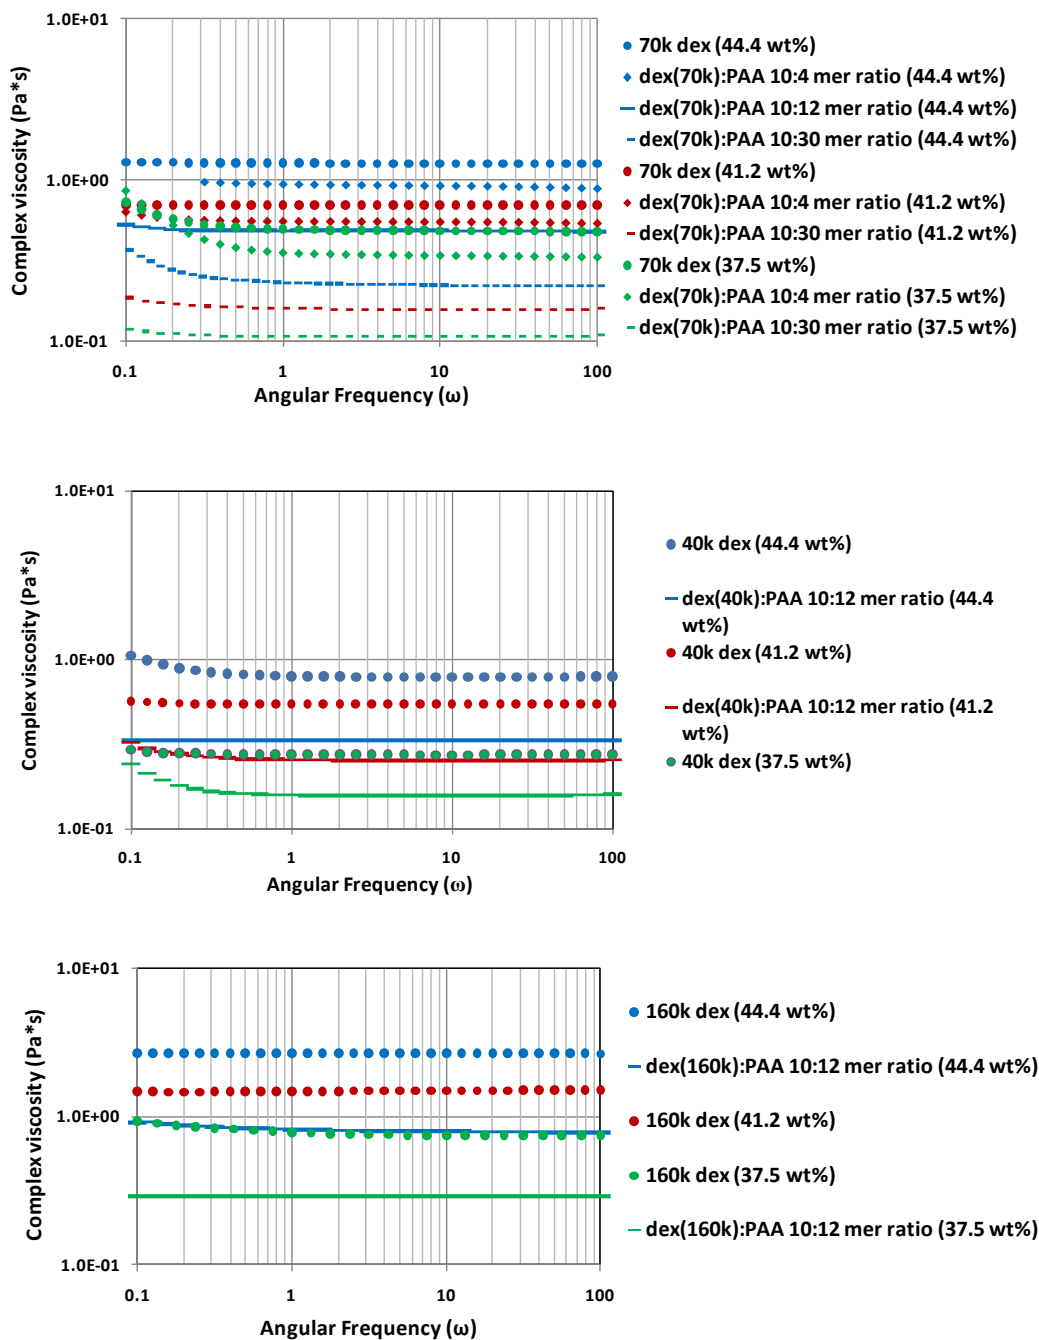 1.0E+01
1.0E+00
1.0E-01
Complex viscosity (Pa*s)
0.1 1 10 100
Angular Frequency (ω)
70k dex (44.4 wt%)
dex(70k):PAA 10:4 mer ratio (44.4 wt%)
dex(70k):PAA 10:12 mer ratio (44.4 wt%)
dex(70k):PAA 10:30 mer ratio (44.4 wt%)
70k dex (41.2 wt%)
dex(70k):PAA 10:4 mer ratio (41.2 wt%)
dex(70k):PAA 10:30 mer ratio (41.2 wt%)
70k dex (37.5 wt%)
dex(70k):PAA 10:4 mer ratio (37.5 wt%)
dex(70k):PAA 10:30 mer ratio (37.5 wt%)
1.0E+01
1.0E+00
1.0E-01
Complex viscosity (Pa*s)
0.1 1 10 100
Angular Frequency (ω)
40k dex (44.4 wt%)
dex(40k):PAA 10:12 mer ratio (44.4
wt%)
40k dex (41.2 wt%)
dex(40k):PAA 10:12 mer ratio (41.2
wt%)
40k dex (37.5 wt%)
1.0E+01
1.0E+00
1.0E-01
Complex viscosity (Pa*s)
0.1 1 10 100
Angular Frequency (ω)
160k dex (44.4 wt%)
dex(160k):PAA 10:12 mer ratio (44.4 wt%)
160k dex (41.2 wt%)
160k dex (37.5 wt%)
dex(160k):PAA 10:12 mer ratio (37.5 wt%)